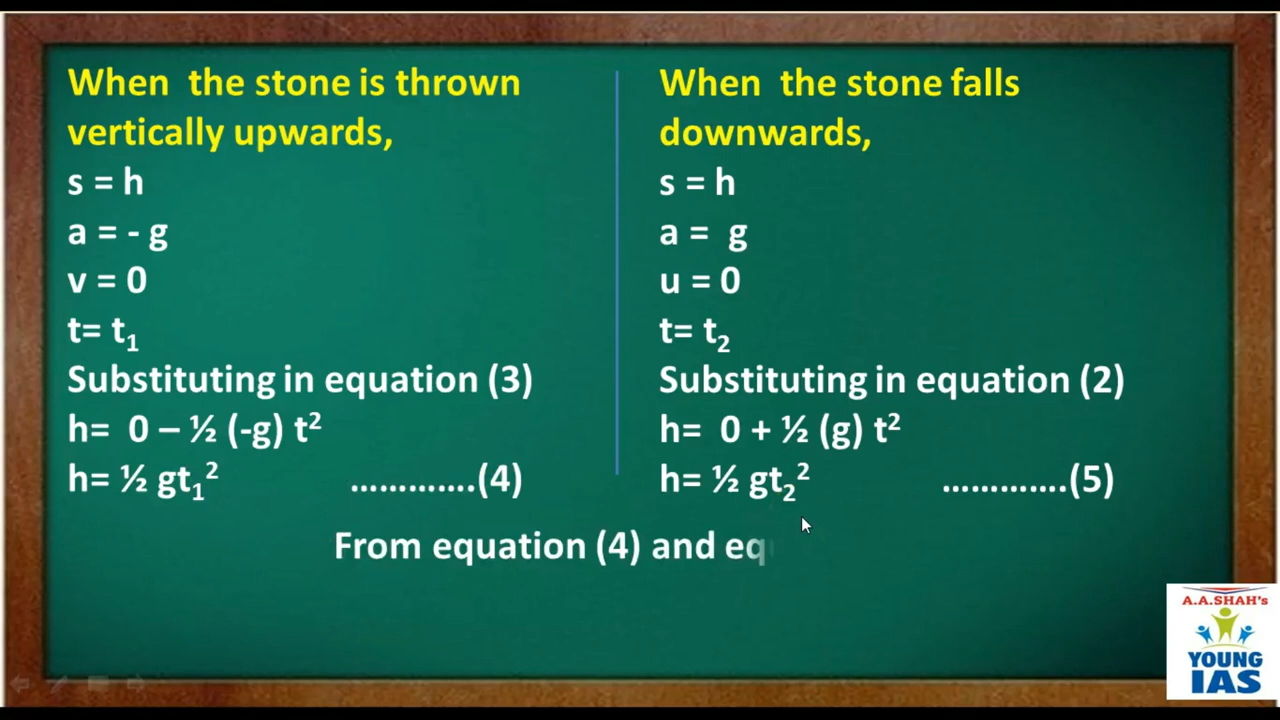 When the stone is thrown
vertically upwards,
s = h
a = - g
v = 0
t= t₁
Substituting in equation (3)
h= 0 – ½ (-g) t²
h= ½ gt₁² ………….(4)
When the stone falls
downwards,
s = h
a = g
u = 0
t= t₂
Substituting in equation (2)
h= 0 + ½ (g) t²
h= ½ gt₂² ………….(5)
From equation (4) and eq
A.A.SHAH's
YOUNG
IAS